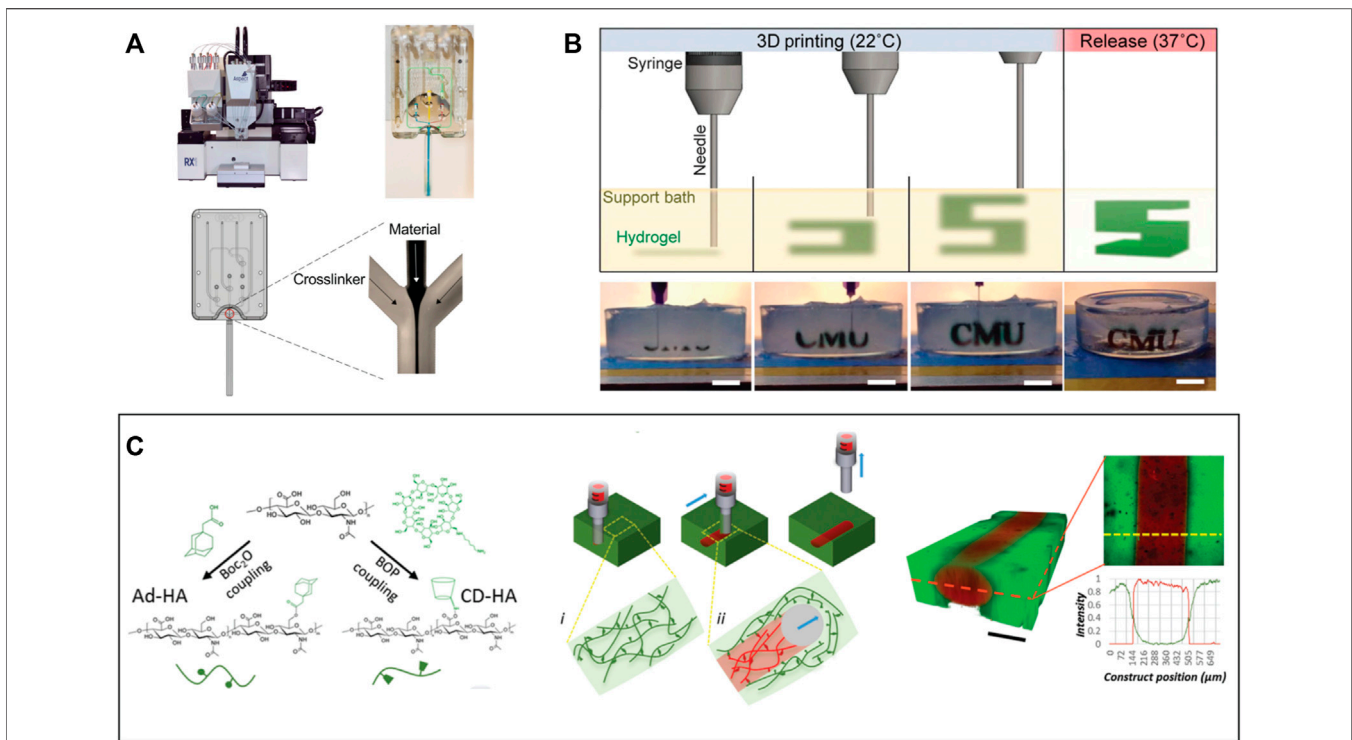 A
Aspect
RX1
Material
Crosslinker
B
3D printing (22°C)
Release (37°C)
Syringe
Needle
Support bath
Hydrogel
CMU
CMU
CMU
CMU
C
Boc₂O
coupling
BOP
coupling
Ad-HA
CD-HA
i
ii
Intensity
1
0.8
0.6
0.4
0.2
0
0
72
144
216
288
360
432
505
577
649
Construct position (µm)